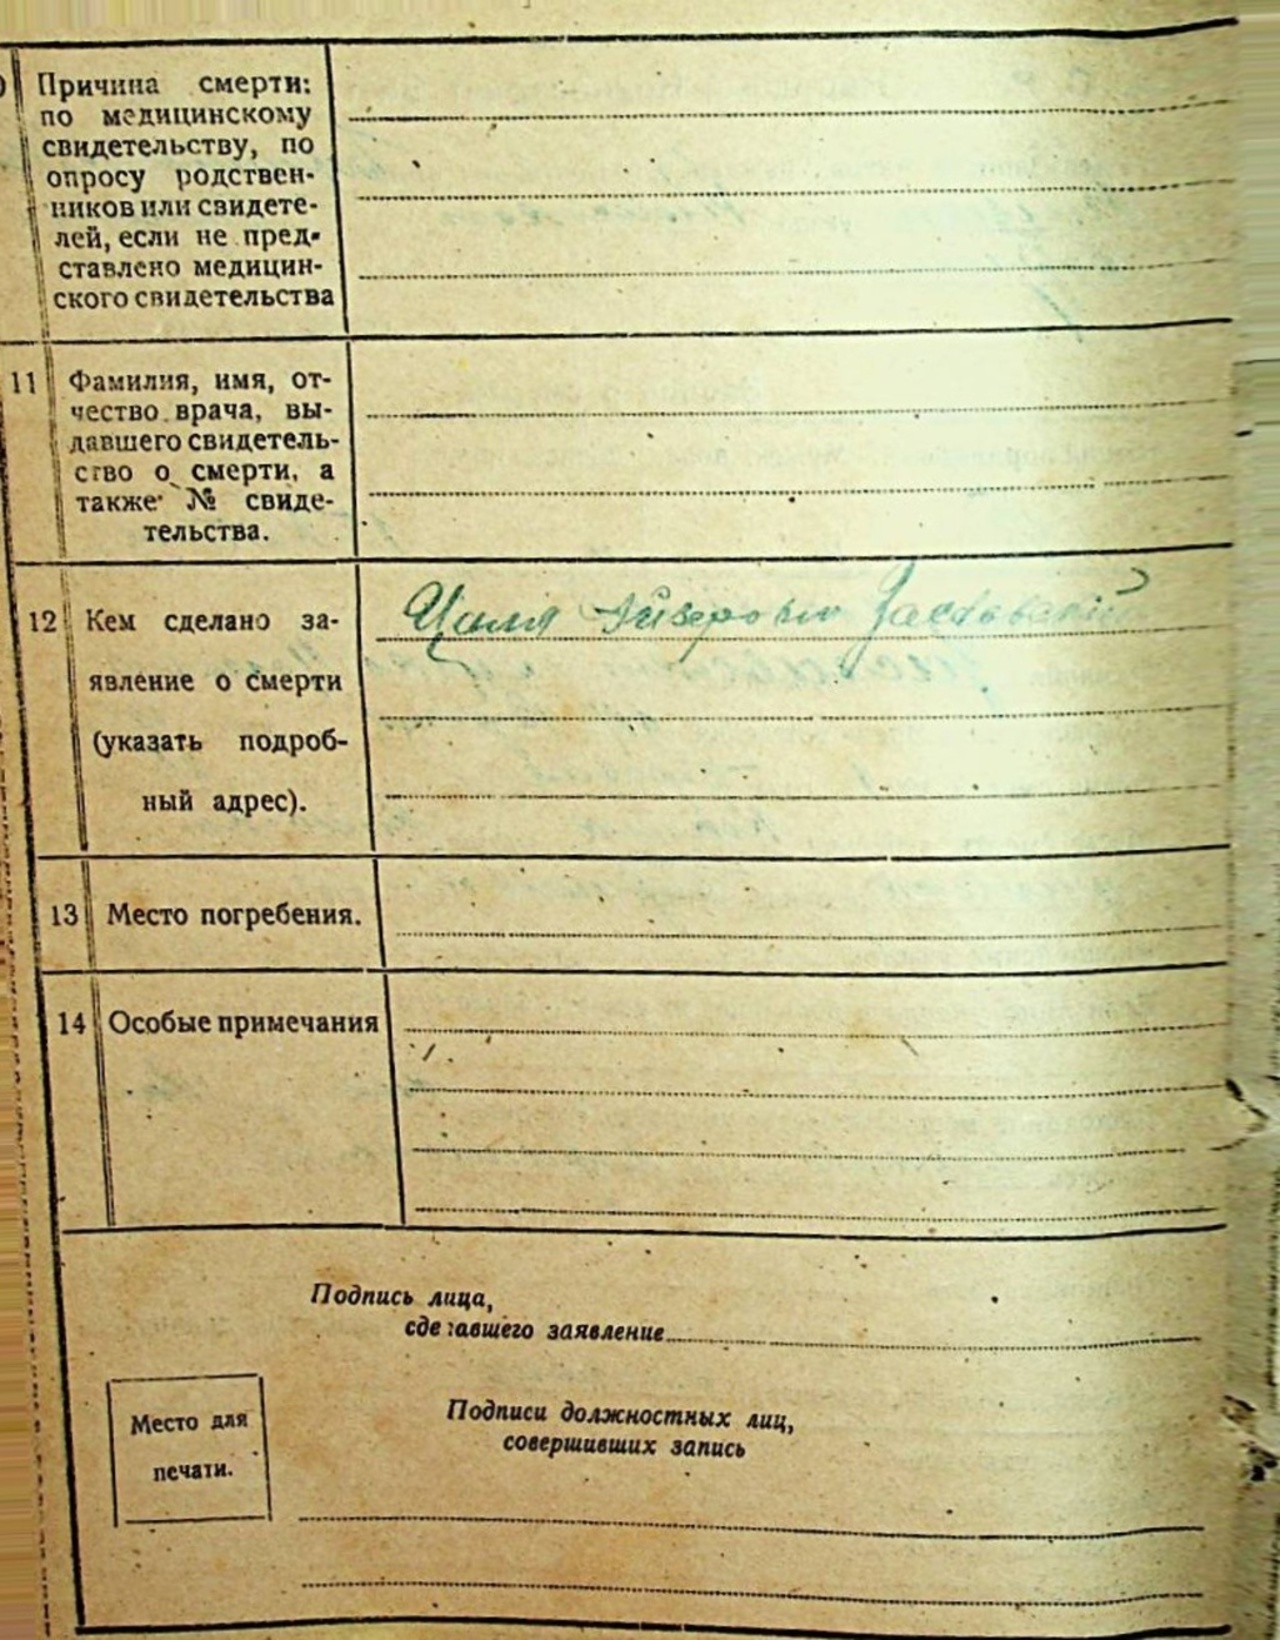 Причина смерти:
по медицинскому
свидетельству, по
опросу родствен-
ников или свидете-
лей, если не пред-
ставлено медицин-
ского свидетельства
11 Фамилия, имя, от-
чество врача, вы-
давшего свидетель-
ство о смерти, а
также № свиде-
тельства.
12 Кем сделано за-
явление о смерти
(указать подроб-
ный адрес).
13 Место погребения.
14 Особые примечания
Подпись лица,
сделавшего заявление
Место для
печати.
Подписи должностных лиц,
совершивших запись